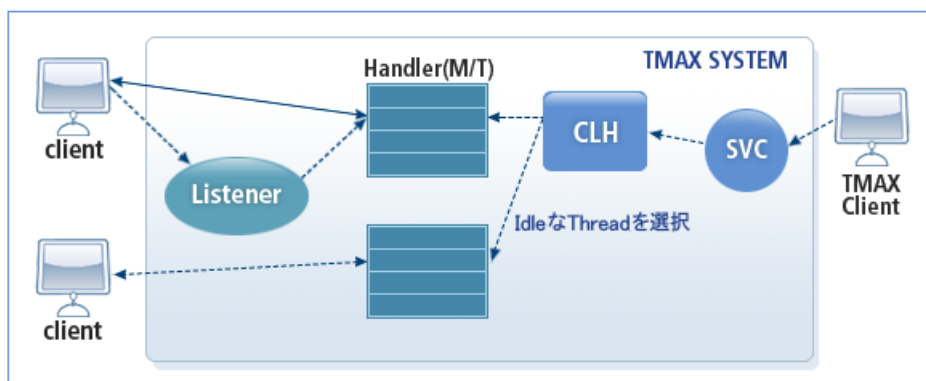 TMAX SYSTEM
Handler(M/T)
client
Listener
CLH
SVC
TMAX
Client
IdleなThreadを選択
client